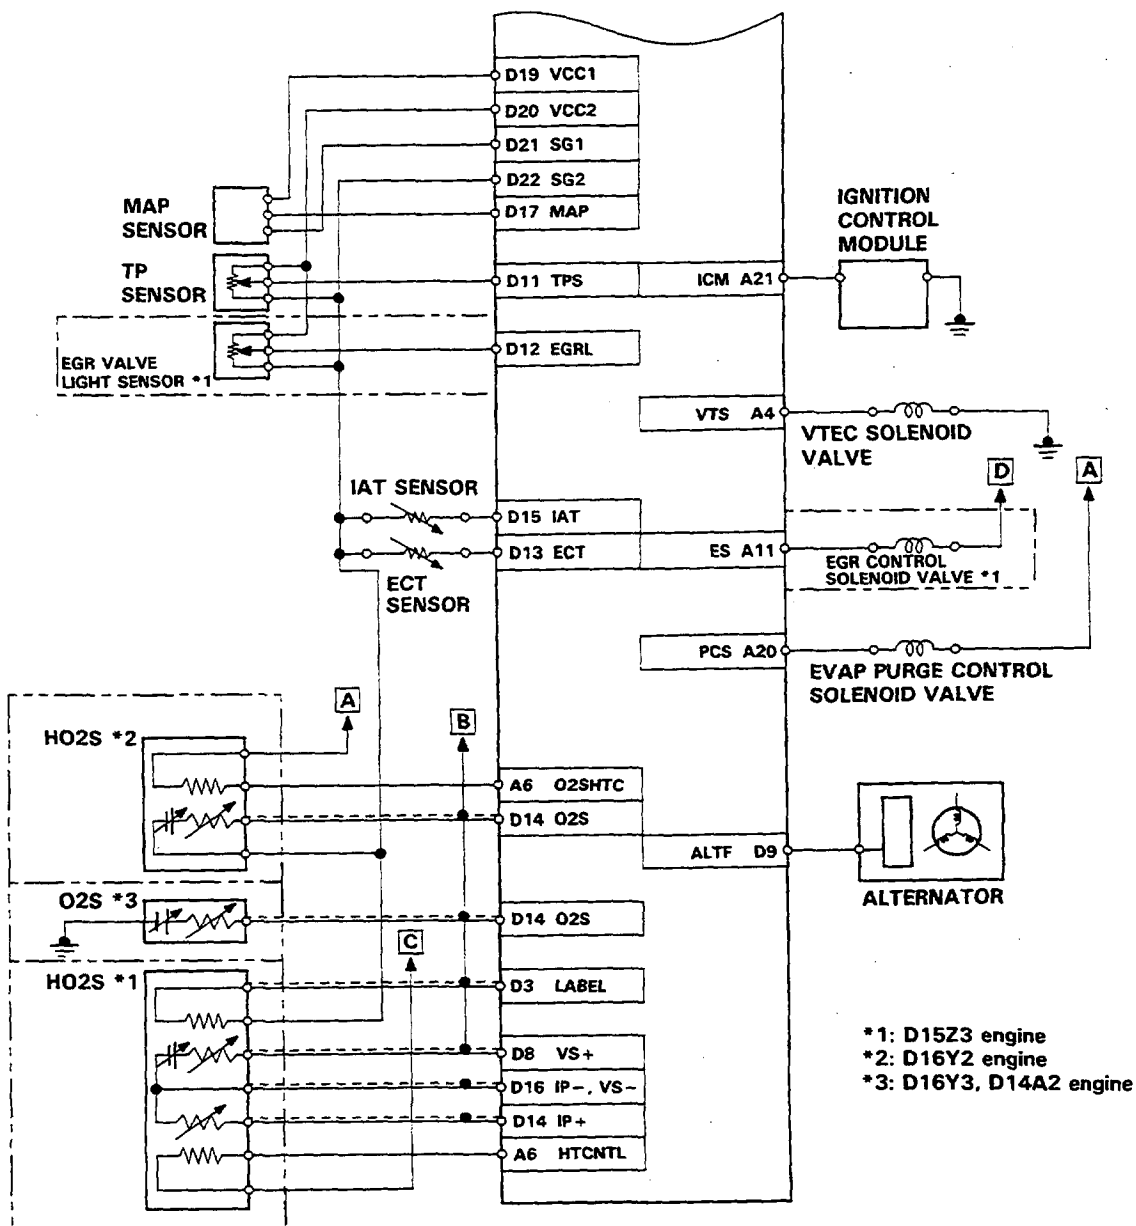 D19 VCC1
D20 VCC2
D21 SG1
D22 SG2
D17 MAP
MAP
SENSOR
TP
SENSOR
D11 TPS
ICM A21
IGNITION
CONTROL
MODULE
EGR VALVE
LIGHT SENSOR *1
D12 EGRL
VTS A4
VTEC SOLENOID
VALVE
D
A
IAT SENSOR
D15 IAT
D13 ECT
ECT
SENSOR
ES A11
EGR CONTROL
SOLENOID VALVE *1
PCS A20
EVAP PURGE CONTROL
SOLENOID VALVE
A
B
HO2S *2
A6 O2SHTC
D14 O2S
ALTF D9
ALTERNATOR
O2S *3
D14 O2S
C
HO2S *1
D3 LABEL
D8 VS+
D16 IP-, VS-
D14 IP+
A6 HTCNTL
*1: D15Z3 engine
*2: D16Y2 engine
*3: D16Y3, D14A2 engine